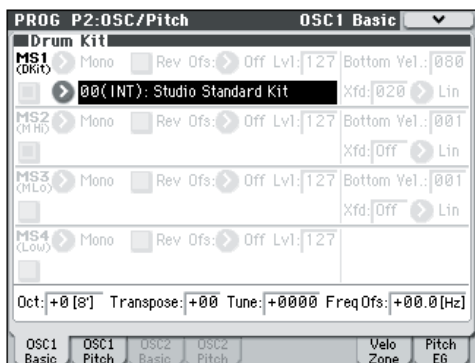 PROG P2:OSC/Pitch OSC1 Basic
Drum Kit
MS1 Mono Rev Ofs: Off Lvl: 127 Bottom Vel.: 080
(DKit)
00(INT): Studio Standard Kit Xfd: 020 Lin
MS2 Mono Rev Ofs: Off Lvl: 127 Bottom Vel.: 001
(M Hi)
Xfd: Off Lin
MS3 Mono Rev Ofs: Off Lvl: 127 Bottom Vel.: 001
(MLo)
Xfd: Off Lin
MS4 Mono Rev Ofs: Off Lvl: 127
(Low)
Oct: +0 [8'] Transpose: +00 Tune: +0000 Freq Ofs: +00.0 [Hz]
OSC1 Basic OSC1 Pitch OSC2 Basic OSC2 Pitch Velo Zone Pitch EG